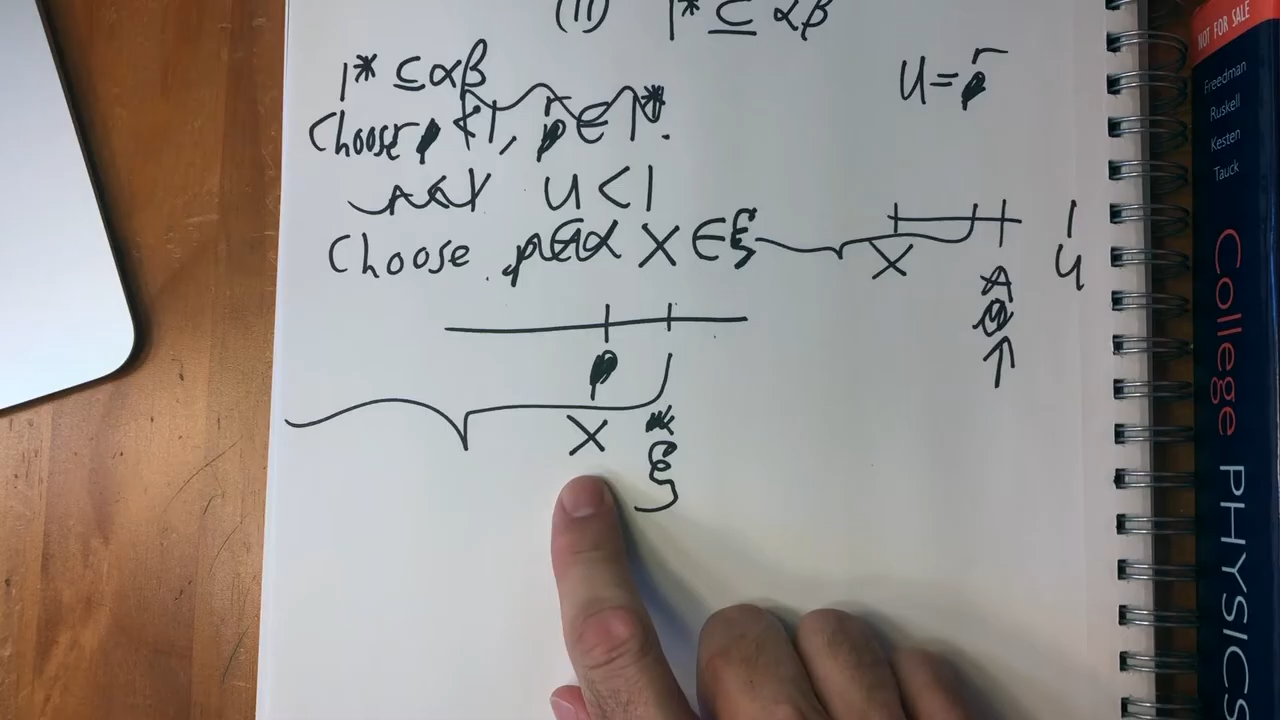 (II) 1* ⊆ αβ
1* ⊆ αβ
U = r
Choose r < 1, r ∈ 1*.
U < 1
Choose p ∈ α X ∈ ξ
X
1
U
A
↑
p
X
ξ
NOT FOR SALE
Freedman
Ruskell
Kesten
Tauck
College PHYSICS